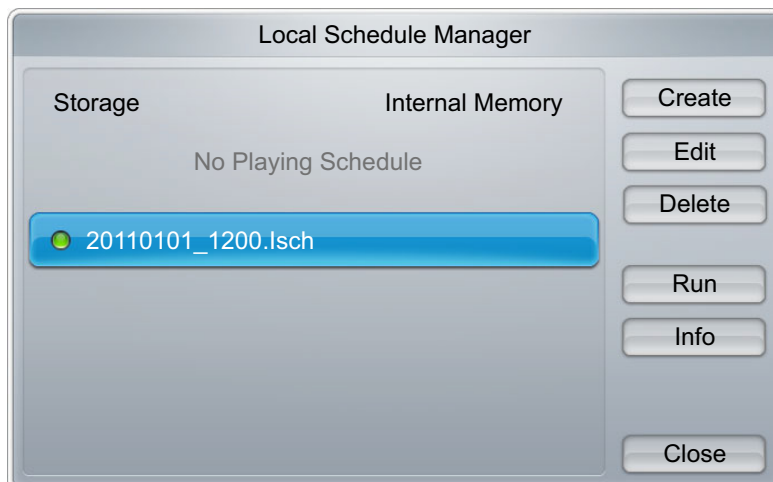 Local Schedule Manager
Storage Internal Memory
No Playing Schedule
20110101_1200.lsch
Create
Edit
Delete
Run
Info
Close